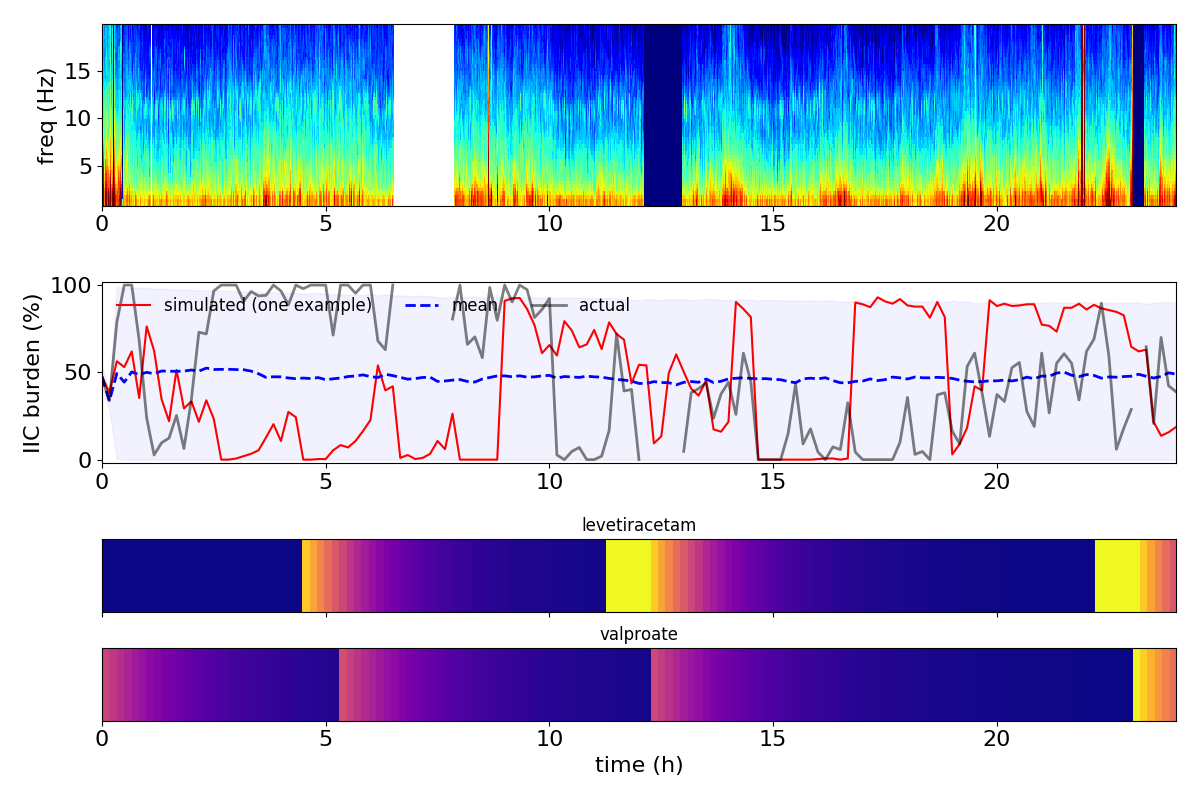 freq (Hz)
15
10
5
0 5 10 15 20
IIC burden (%)
100
50
0
simulated (one example) mean actual
0 5 10 15 20
levetiracetam
valproate
0 5 10 15 20
time (h)